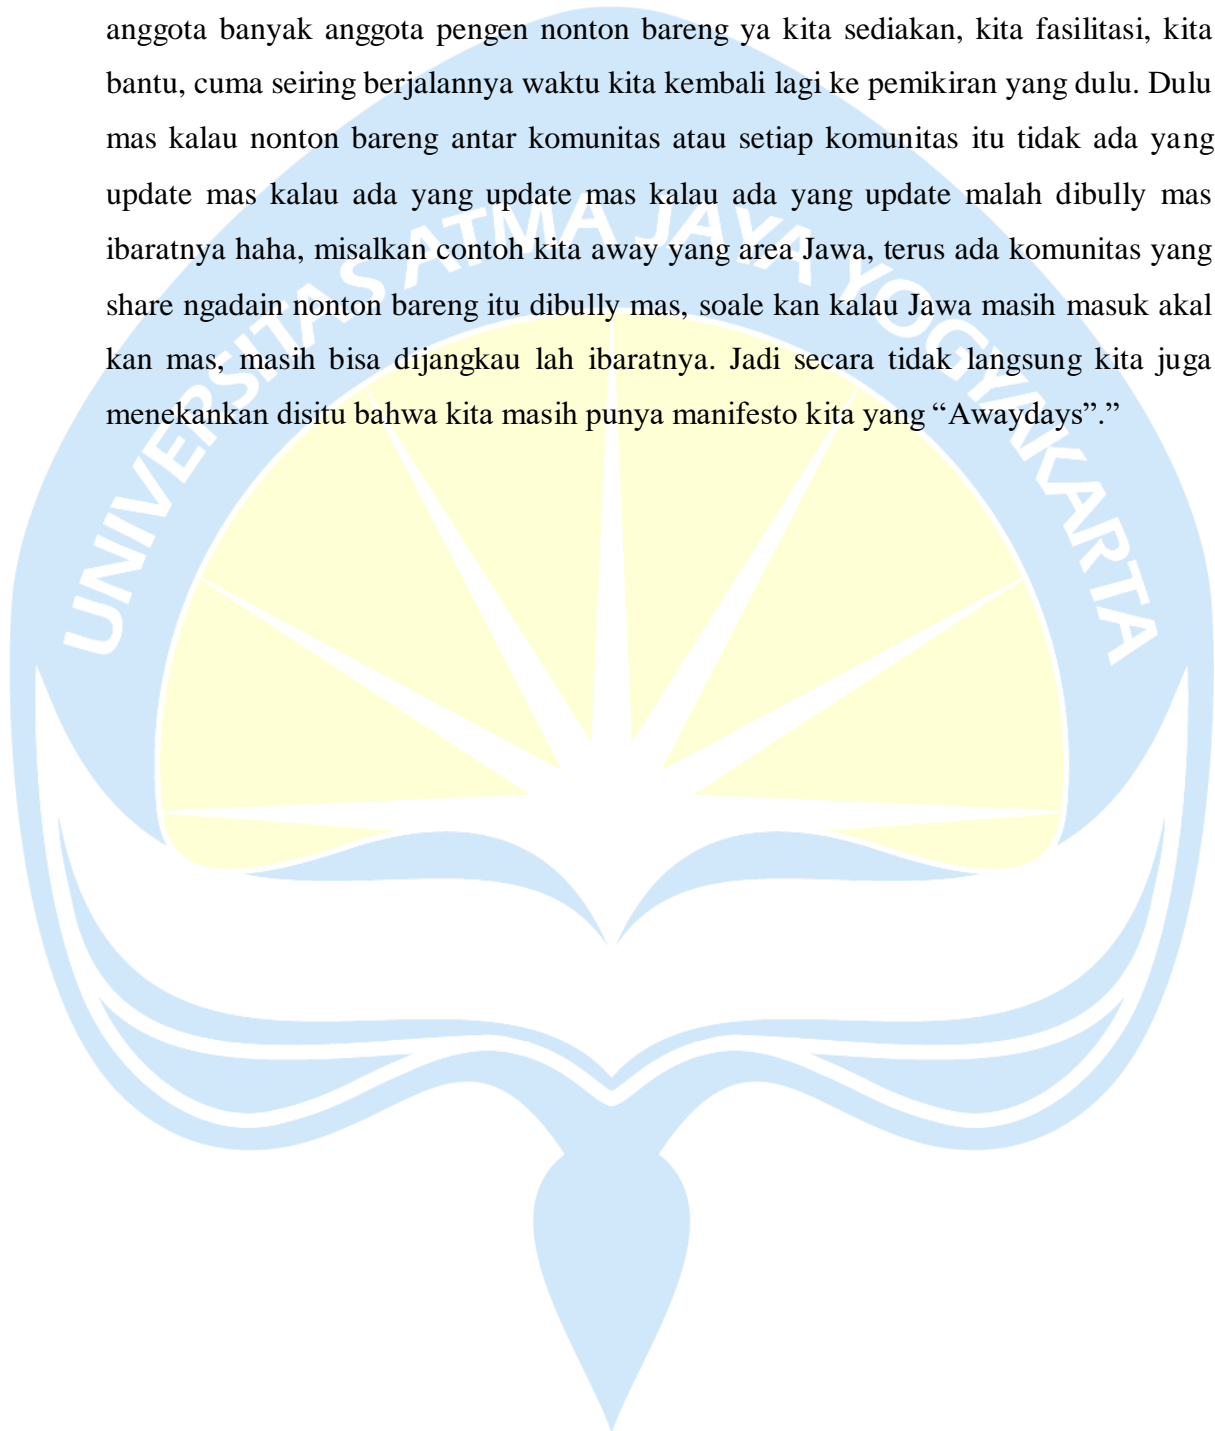 anggota banyak anggota pengen nonton bareng ya kita sediakan, kita fasilitasi, kita
bantu, cuma seiring berjalannya waktu kita kembali lagi ke pemikiran yang dulu. Dulu
mas kalau nonton bareng antar komunitas atau setiap komunitas itu tidak ada yang
update mas kalau ada yang update mas kalau ada yang update malah dibully mas
ibaratnya haha, misalkan contoh kita away yang area Jawa, terus ada komunitas yang
share ngadain nonton bareng itu dibully mas, soale kan kalau Jawa masih masuk akal
kan mas, masih bisa dijangkau lah ibaratnya. Jadi secara tidak langsung kita juga
menekankan disitu bahwa kita masih punya manifesto kita yang “Awaydays”.”
UNIVERSITAS ATMA JAYA YOGYAKARTA